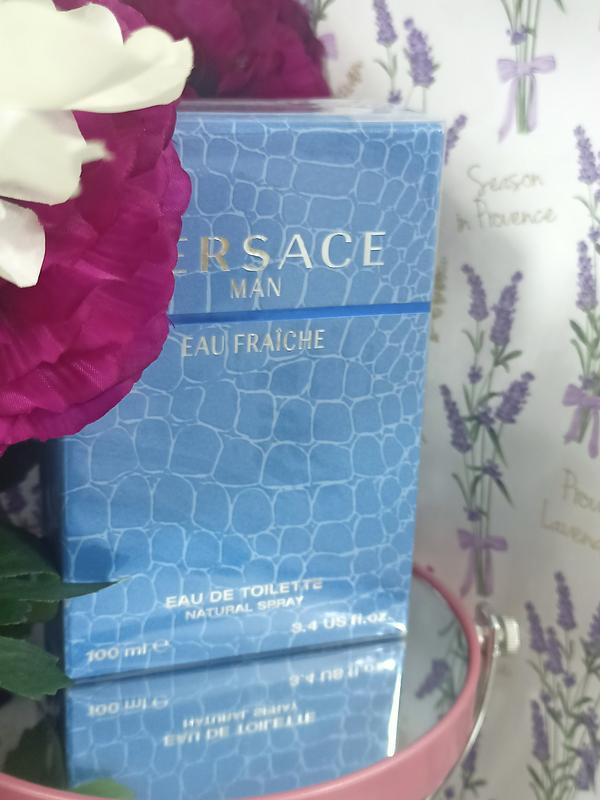 ERSACE
MAN
EAU FRAÎCHE
EAU DE TOILETTE
NATURAL SPRAY
100 ml ℮
3.4 US fl.oz.
Season
in Provence